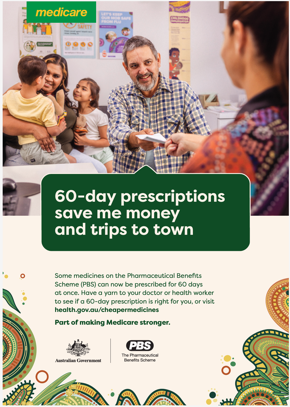 medicare
60-day prescriptions
save me money
and trips to town
Some medicines on the Pharmaceutical Benefits
Scheme (PBS) can now be prescribed for 60 days
at once. Have a yarn to your doctor or health worker
to see if a 60-day prescription is right for you, or visit
health.gov.au/cheapermedicines
Part of making Medicare stronger.
Australian Government
PBS
The Pharmaceutical
Benefits Scheme